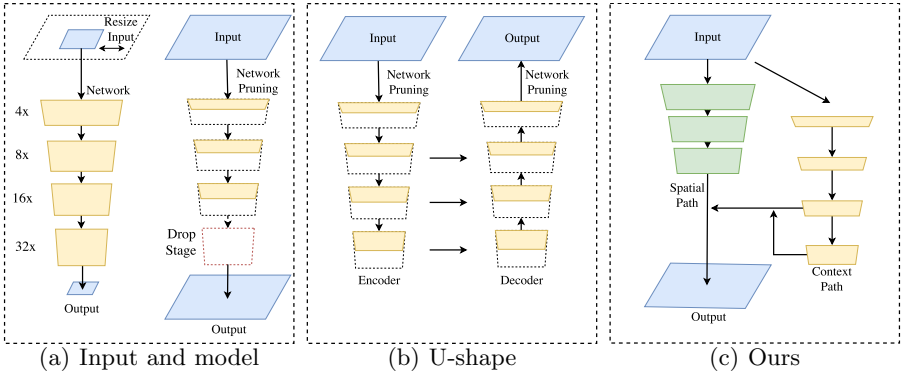 Resize
Input
Network
4x
8x
16x
32x
Output
Input
Network
Pruning
Drop
Stage
Output
(a) Input and model
Input
Network
Pruning
Encoder
Output
Network
Pruning
Decoder
(b) U-shape
Input
Spatial
Path
Context
Path
Output
(c) Ours